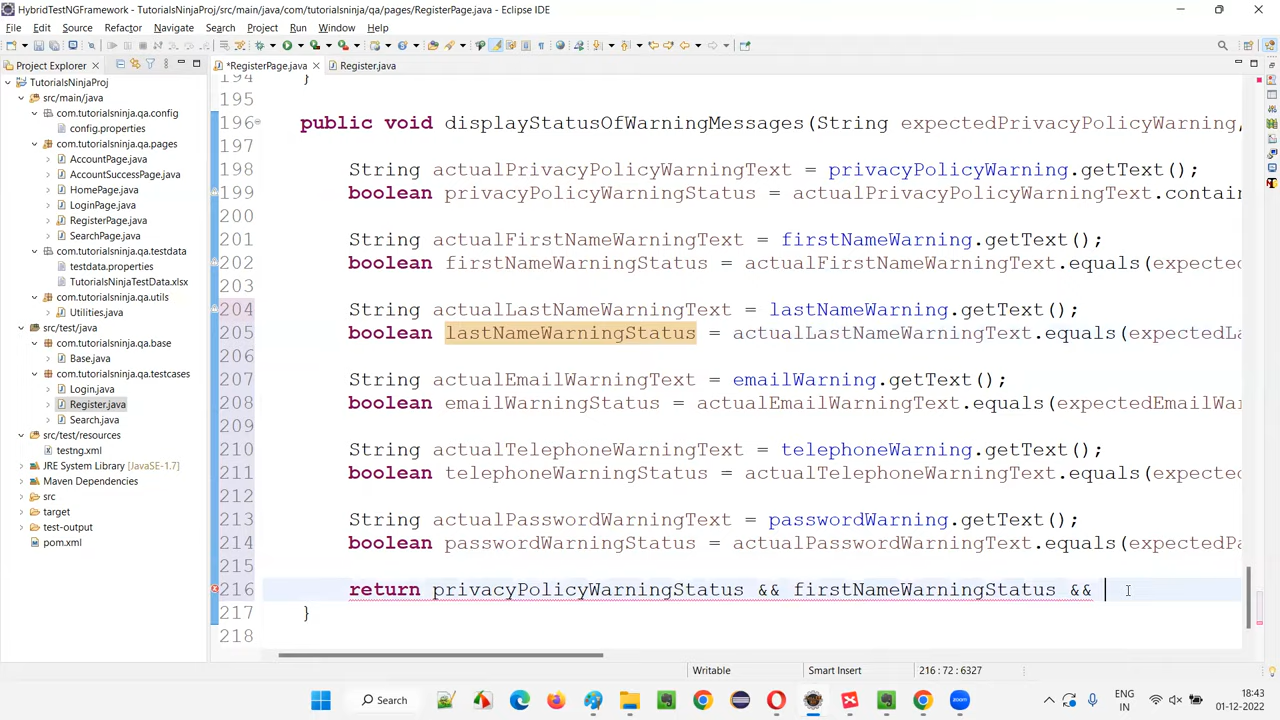 HybridTestNGFramework - TutorialsNinjaProj/src/main/java/com/tutorialsninja/qa/pages/RegisterPage.java - Eclipse IDE
File Edit Source Refactor Navigate Search Project Run Window Help
Project Explorer
*RegisterPage.java
Register.java
TutorialsNinjaProj
src/main/java
com.tutorialsninja.qa.config
config.properties
com.tutorialsninja.qa.pages
AccountPage.java
AccountSuccessPage.java
HomePage.java
LoginPage.java
RegisterPage.java
SearchPage.java
com.tutorialsninja.qa.testdata
testdata.properties
TutorialsNinjaTestData.xlsx
com.tutorialsninja.qa.utils
Utilities.java
src/test/java
com.tutorialsninja.qa.base
Base.java
com.tutorialsninja.qa.testcases
Login.java
Register.java
Search.java
src/test/resources
testng.xml
JRE System Library [JavaSE-1.7]
Maven Dependencies
src
target
test-output
pom.xml
194 }
195
196 public void displayStatusOfWarningMessages(String expectedPrivacyPolicyWarning,
197
198 String actualPrivacyPolicyWarningText = privacyPolicyWarning.getText();
199 boolean privacyPolicyWarningStatus = actualPrivacyPolicyWarningText.contain
200
201 String actualFirstNameWarningText = firstNameWarning.getText();
202 boolean firstNameWarningStatus = actualFirstNameWarningText.equals(expected
203
204 String actualLastNameWarningText = lastNameWarning.getText();
205 boolean lastNameWarningStatus = actualLastNameWarningText.equals(expectedLa
206
207 String actualEmailWarningText = emailWarning.getText();
208 boolean emailWarningStatus = actualEmailWarningText.equals(expectedEmailWar
209
210 String actualTelephoneWarningText = telephoneWarning.getText();
211 boolean telephoneWarningStatus = actualTelephoneWarningText.equals(expected
212
213 String actualPasswordWarningText = passwordWarning.getText();
214 boolean passwordWarningStatus = actualPasswordWarningText.equals(expectedPa
215
216 return privacyPolicyWarningStatus && firstNameWarningStatus &&
217 }
218
Writable Smart Insert 216 : 72 : 6327
Search
ENG
IN
18:43
01-12-2022